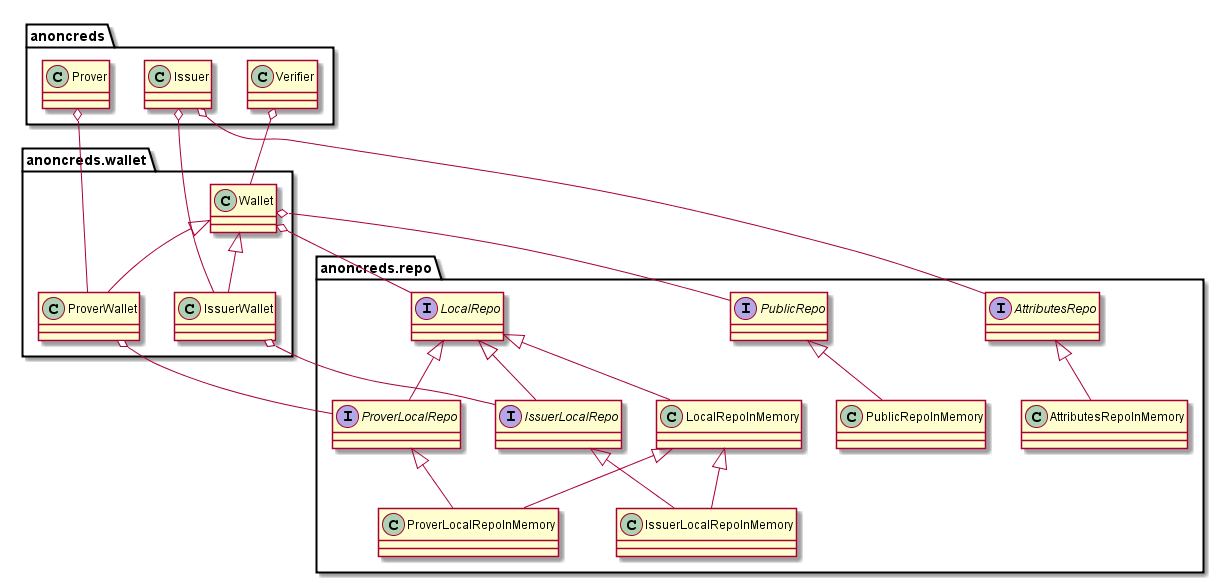 anoncreds
C Prover
C Issuer
C Verifier
anoncreds.wallet
C Wallet
anoncreds.repo
C ProverWallet
C IssuerWallet
I LocalRepo
I PublicRepo
I AttributesRepo
I ProverLocalRepo
I IssuerLocalRepo
C LocalRepoInMemory
C PublicRepoInMemory
C AttributesRepoInMemory
C ProverLocalRepoInMemory
C IssuerLocalRepoInMemory